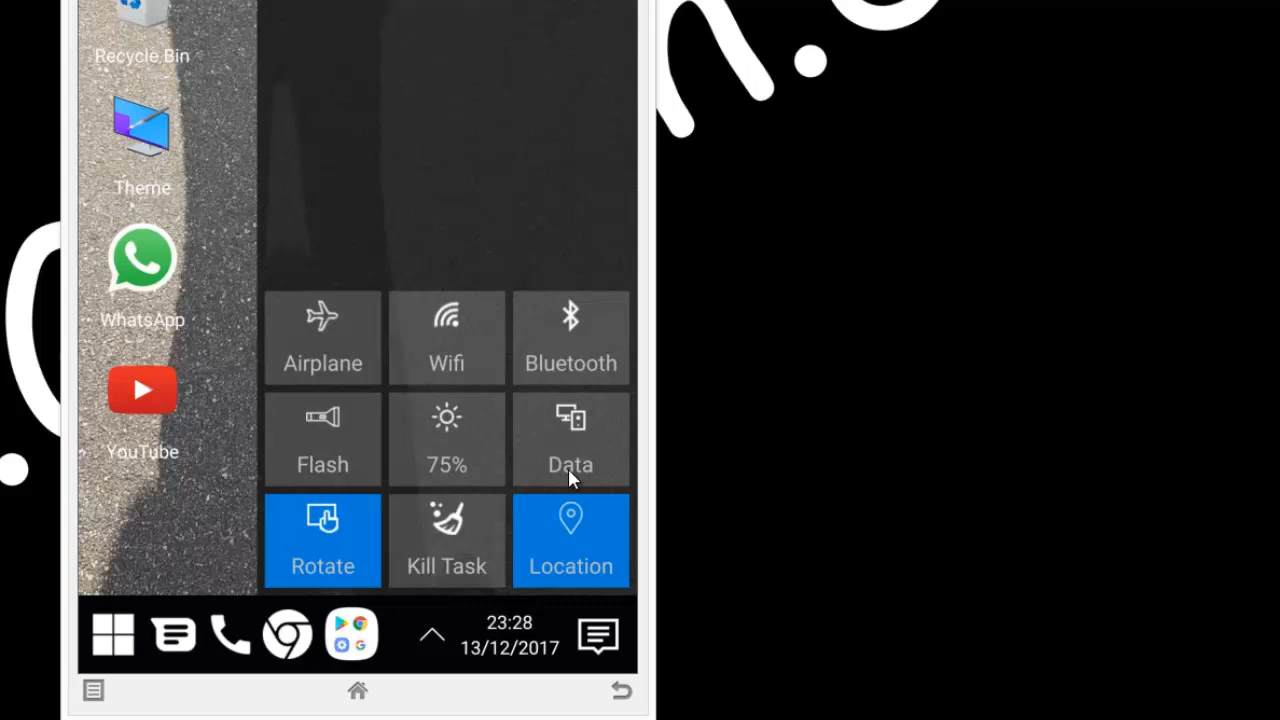 Recycle Bin
Theme
WhatsApp
YouTube
Airplane
Wifi
Bluetooth
Flash
75%
Data
Rotate
Kill Task
Location
23:28
13/12/2017